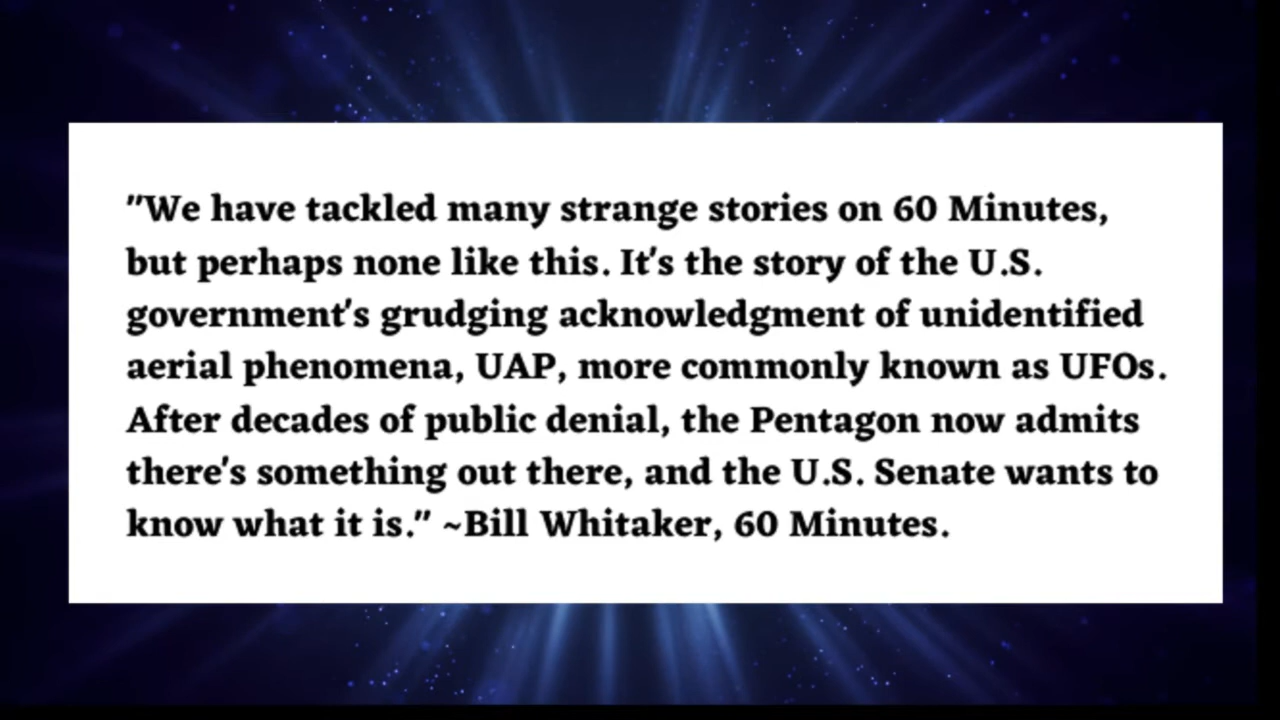 "We have tackled many strange stories on 60 Minutes,
but perhaps none like this. It's the story of the U.S.
government's grudging acknowledgment of unidentified
aerial phenomena, UAP, more commonly known as UFOs.
After decades of public denial, the Pentagon now admits
there's something out there, and the U.S. Senate wants to
know what it is." ~Bill Whitaker, 60 Minutes.